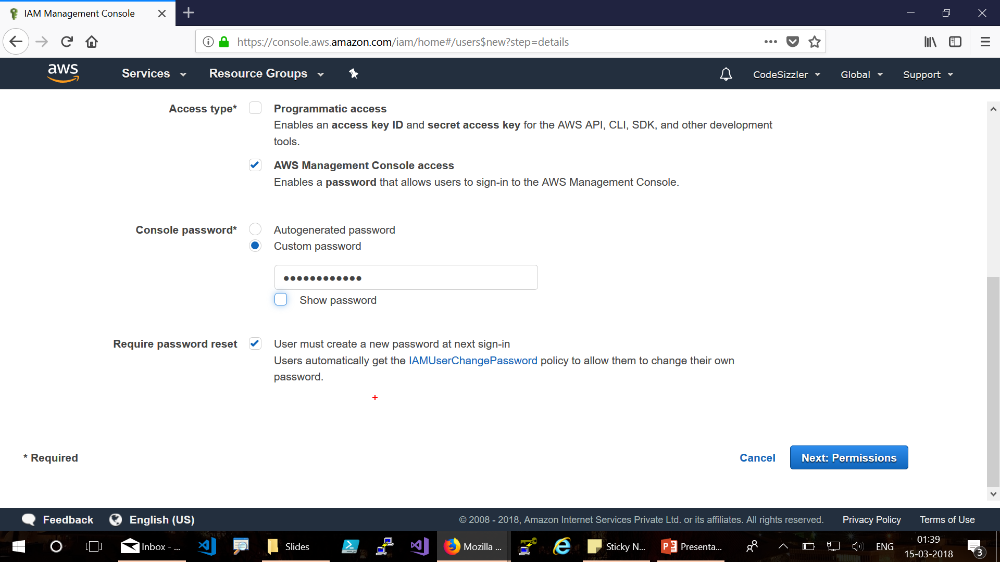 IAM Management Console
https://console.aws.amazon.com/iam/home#/users$new?step=details
aws Services Resource Groups CodeSizzler Global Support
Access type* Programmatic access
Enables an access key ID and secret access key for the AWS API, CLI, SDK, and other development
tools.
AWS Management Console access
Enables a password that allows users to sign-in to the AWS Management Console.
Console password* Autogenerated password
Custom password
••••••••••••
Show password
Require password reset User must create a new password at next sign-in
Users automatically get the IAMUserChangePassword policy to allow them to change their own
password.
* Required Cancel Next: Permissions
Feedback English (US) © 2008 - 2018, Amazon Internet Services Private Ltd. or its affiliates. All rights reserved. Privacy Policy Terms of Use
Inbox - ... Slides Mozilla ... Sticky N... Presenta... ENG 01:39
15-03-2018 3